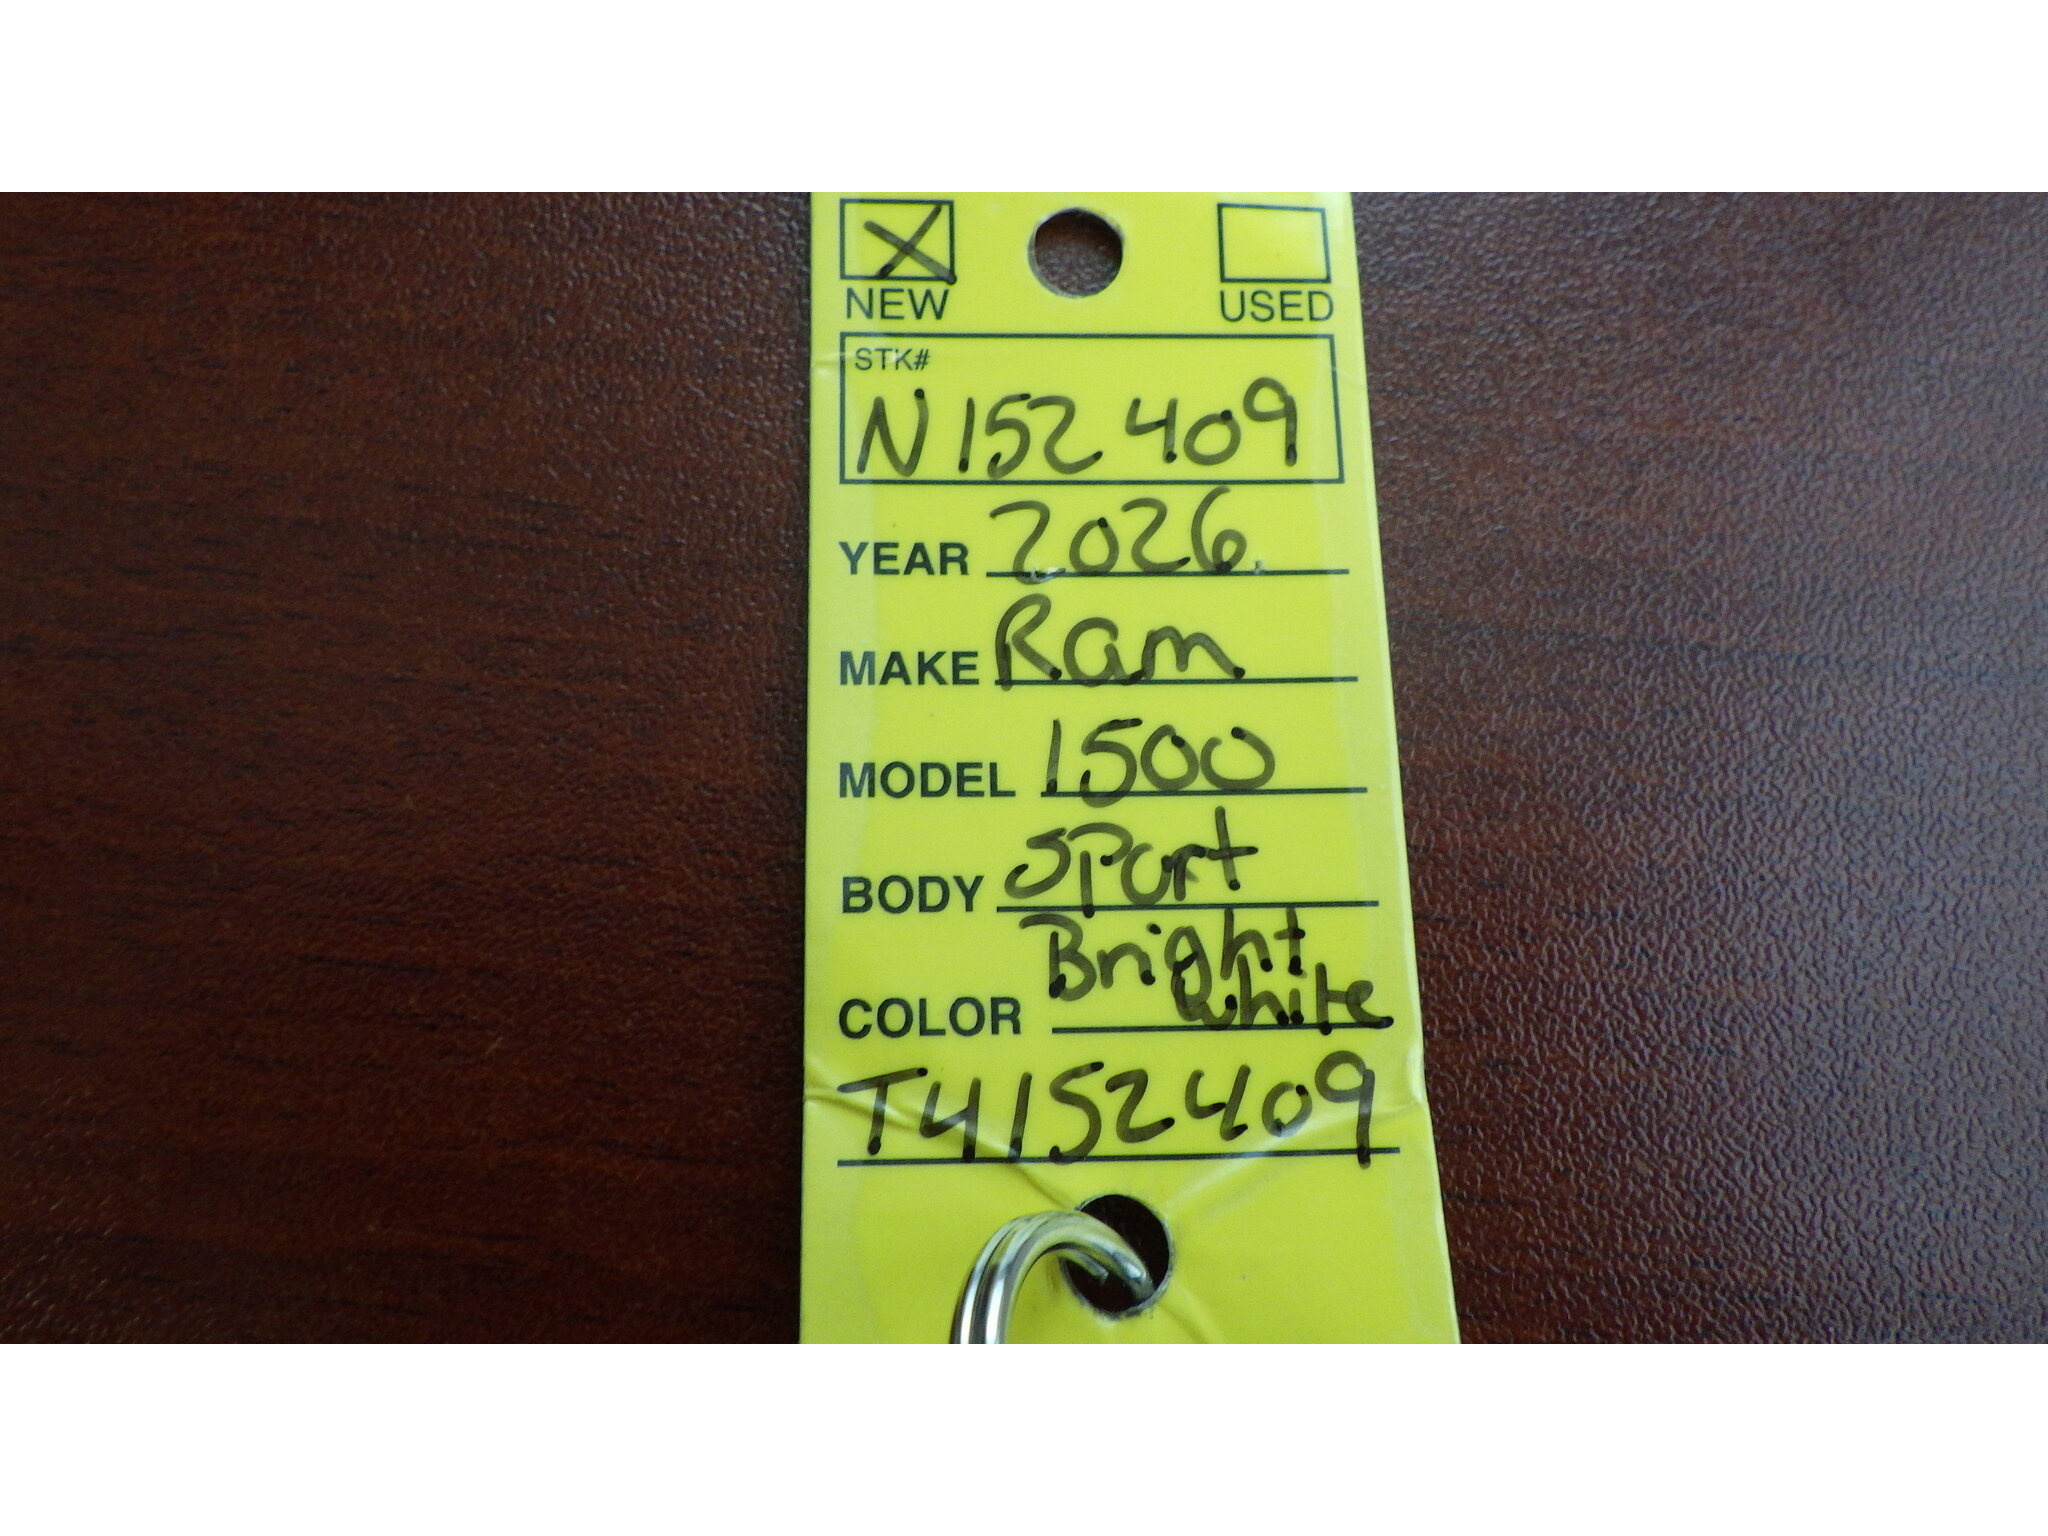 NEW USED
STK#
N152409
YEAR 2026
MAKE Ram
MODEL 1500
BODY SPort
Bright
COLOR white
T4152409